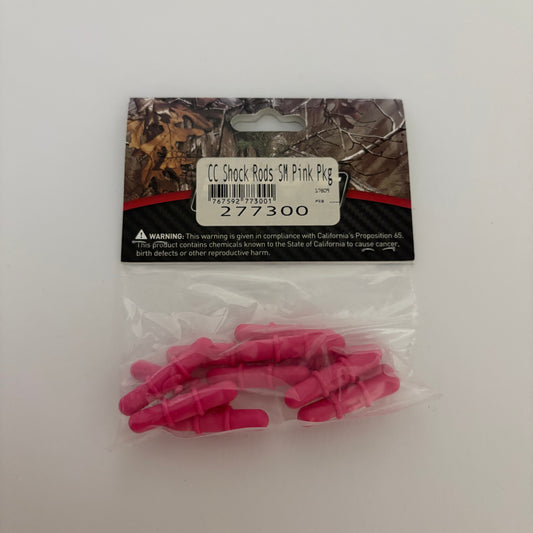 CC Shock Rods SM Pink Pkg
17809
767592 773001
PKG
277300
WARNING: This warning is given in compliance with California's Proposition 65.
This product contains chemicals known to the State of California to cause cancer,
birth defects or other reproductive harm.